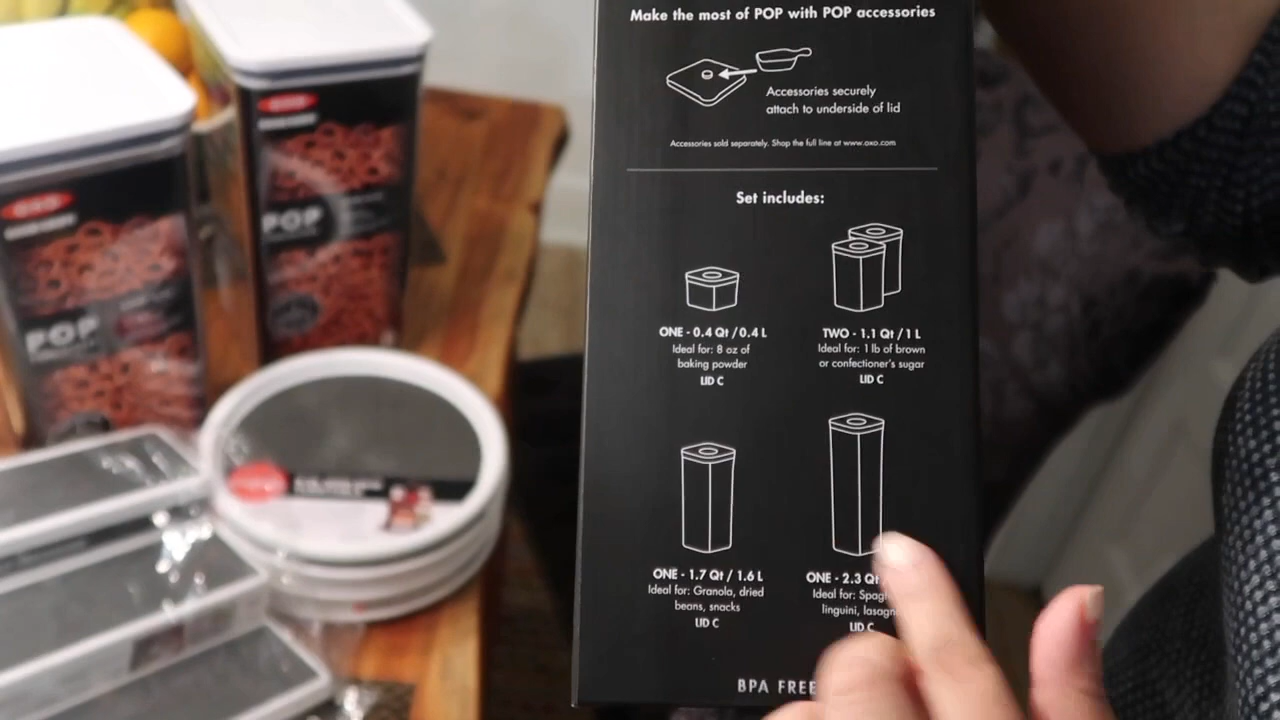 Make the most of POP with POP accessories
Accessories securely
attach to underside of lid
Accessories sold separately. Shop the full line at www.oxo.com
Set includes:
ONE - 0.4 Qt / 0.4 L
Ideal for: 8 oz of
baking powder
LID C
TWO - 1.1 Qt / 1 L
Ideal for: 1 lb of brown
or confectioner's sugar
LID C
ONE - 1.7 Qt / 1.6 L
Ideal for: Granola, dried
beans, snacks
LID C
ONE - 2.3 Qt
Ideal for:
linguini,
LID C
BPA FREE
OXO
POP
OXO
POP